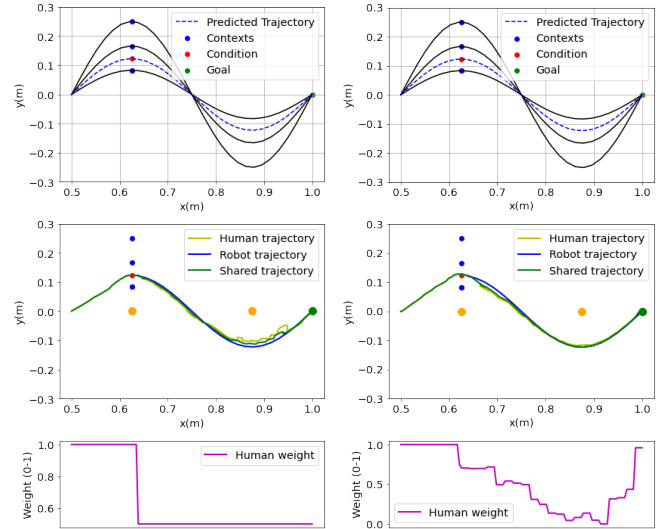 0.3
0.2
0.1
0.0
−0.1
−0.2
−0.3
y(m)
0.5 0.6 0.7 0.8 0.9 1.0
x(m)
Predicted Trajectory
Contexts
Condition
Goal
0.3
0.2
0.1
0.0
−0.1
−0.2
−0.3
y(m)
0.5 0.6 0.7 0.8 0.9 1.0
x(m)
Predicted Trajectory
Contexts
Condition
Goal
0.3
0.2
0.1
0.0
−0.1
−0.2
−0.3
y(m)
0.5 0.6 0.7 0.8 0.9 1.0
x(m)
Human trajectory
Robot trajectory
Shared trajectory
0.3
0.2
0.1
0.0
−0.1
−0.2
−0.3
y(m)
0.5 0.6 0.7 0.8 0.9 1.0
x(m)
Human trajectory
Robot trajectory
Shared trajectory
1.0
0.8
0.6
Weight (0-1)
Human weight
1.0
0.5
0.0
Weight (0-1)
Human weight